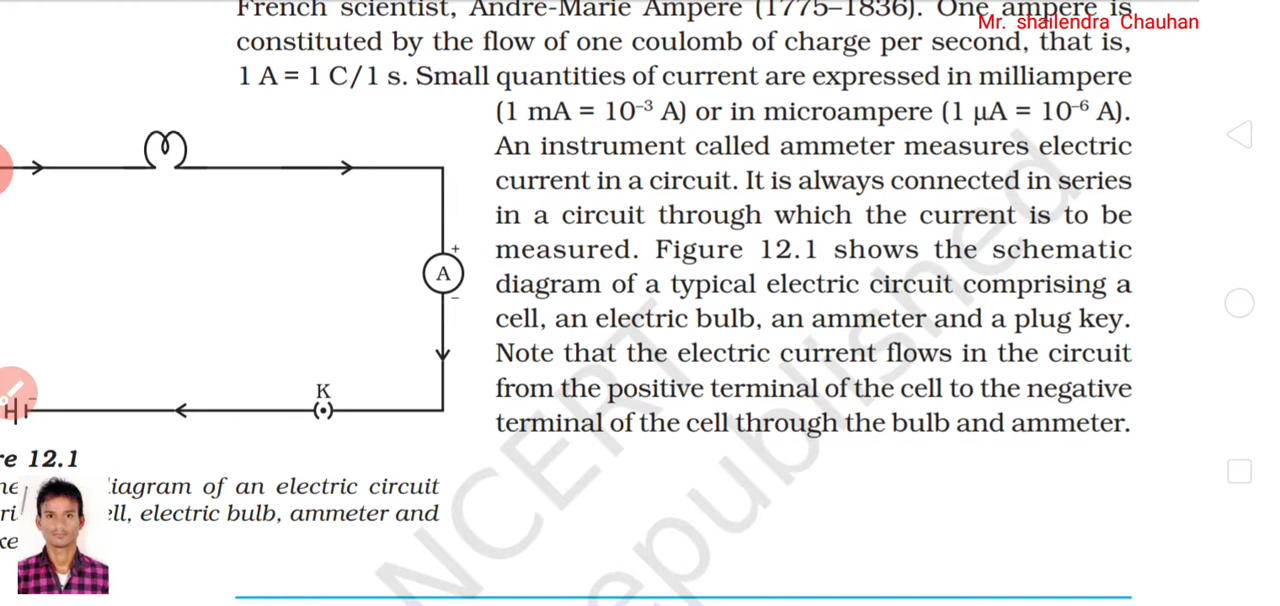 French scientist, Andre-Marie Ampere (1775–1836). One ampere is
Mr. shailendra Chauhan
constituted by the flow of one coulomb of charge per second, that is,
1 A = 1 C/1 s. Small quantities of current are expressed in milliampere
(1 mA = 10⁻³ A) or in microampere (1 µA = 10⁻⁶ A).
An instrument called ammeter measures electric
current in a circuit. It is always connected in series
in a circuit through which the current is to be
measured. Figure 12.1 shows the schematic
diagram of a typical electric circuit comprising a
cell, an electric bulb, an ammeter and a plug key.
Note that the electric current flows in the circuit
from the positive terminal of the cell to the negative
terminal of the cell through the bulb and ammeter.
+
A
–
K
12.1
iagram of an electric circuit
ell, electric bulb, ammeter and
NCERT
republished